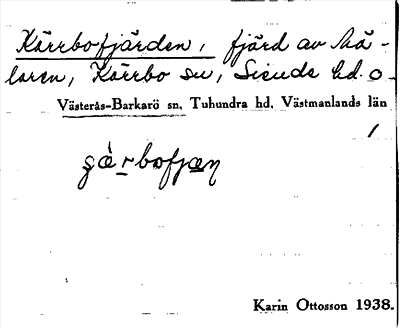 Kärrbofjärden, fjärd av Mä-
laren, Kärrbo sn, Siende hd. o.
Västerås-Barkarö sn, Tuhundra hd, Västmanlands län
/
Karin Ottosson 1938.